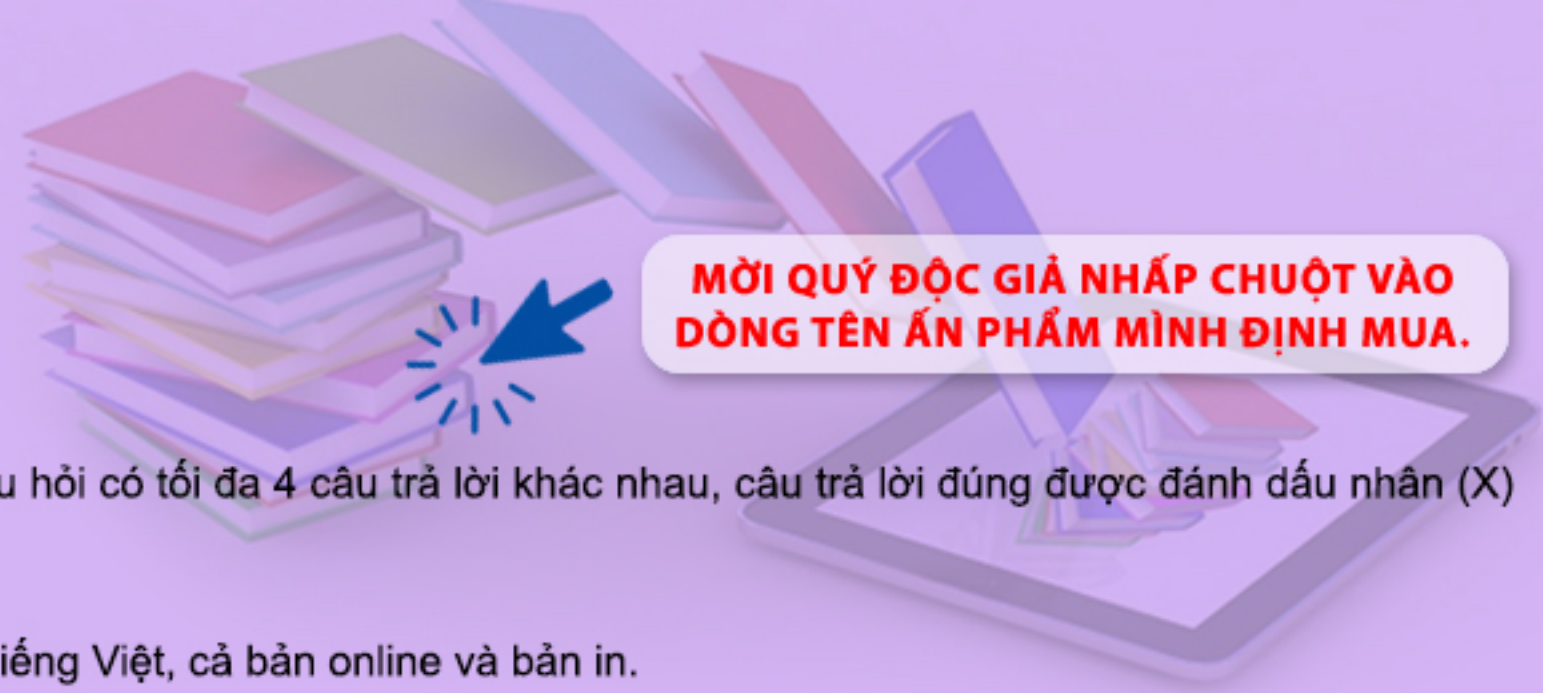 MỜI QUÝ ĐỘC GIẢ NHẤP CHUỘT VÀO
DÒNG TÊN ẤN PHẨM MÌNH ĐỊNH MUA.
hỏi có tối đa 4 câu trả lời khác nhau, câu trả lời đúng được đánh dấu nhân (X)
Việt, cả bản online và bản in.